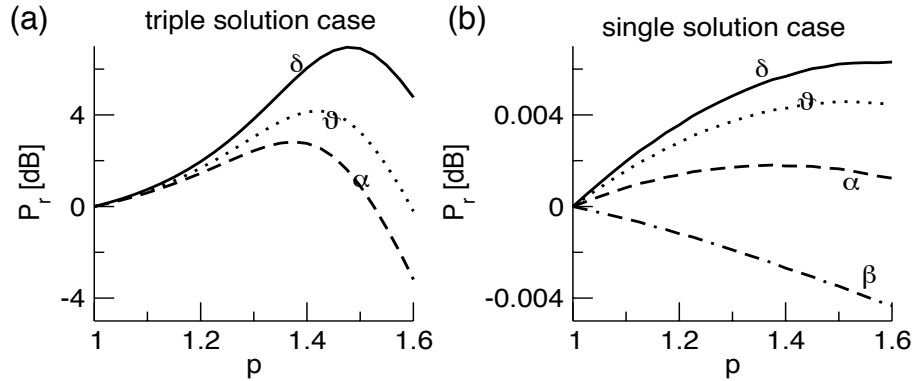 (a) triple solution case
δ
ϑ
α
P_r [dB]
4
0
-4
1 1.2 1.4 1.6
p
(b) single solution case
δ
ϑ
α
β
P_r [dB]
0.004
0
-0.004
1 1.2 1.4 1.6
p